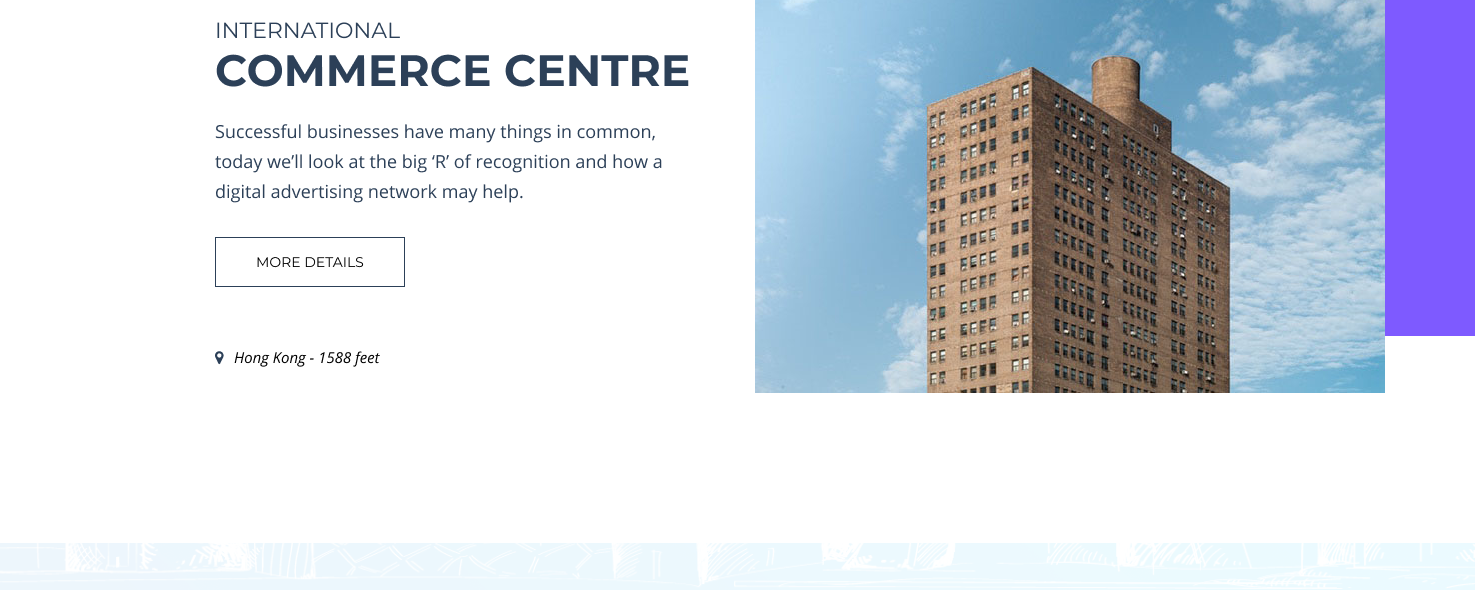 INTERNATIONAL
COMMERCE CENTRE
Successful businesses have many things in common,
today we’ll look at the big ‘R’ of recognition and how a
digital advertising network may help.
MORE DETAILS
Hong Kong - 1588 feet